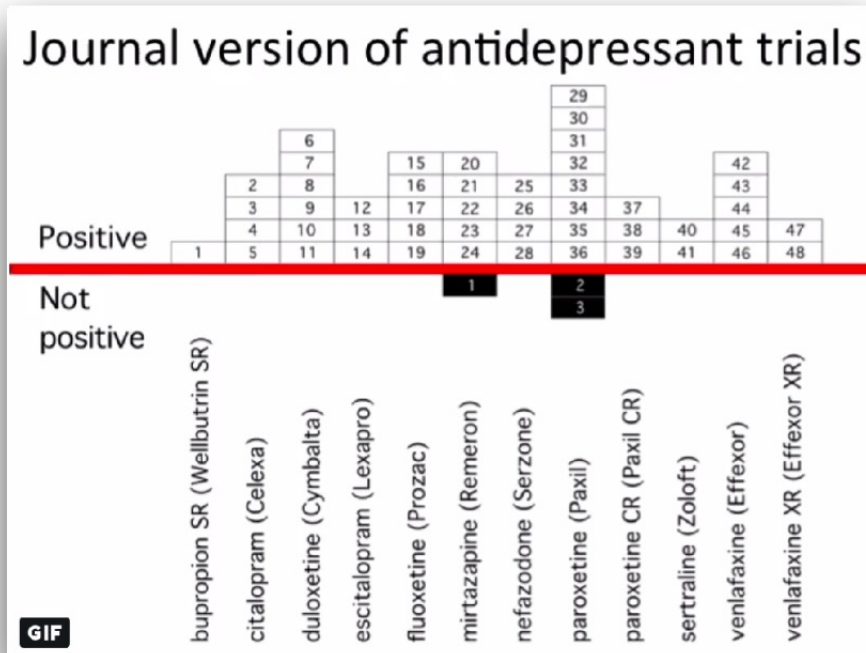 Journal version of antidepressant trials
29
30
6 31
7 15 20 32 42
2 8 16 21 25 33 43
3 9 12 17 22 26 34 37 44
Positive 4 10 13 18 23 27 35 38 40 45 47
1 5 11 14 19 24 28 36 39 41 46 48
Not 1 2
positive 3
bupropion SR (Wellbutrin SR)
citalopram (Celexa)
duloxetine (Cymbalta)
escitalopram (Lexapro)
fluoxetine (Prozac)
mirtazapine (Remeron)
nefazodone (Serzone)
paroxetine (Paxil)
paroxetine CR (Paxil CR)
sertraline (Zoloft)
venlafaxine (Effexor)
venlafaxine XR (Effexor XR)
GIF